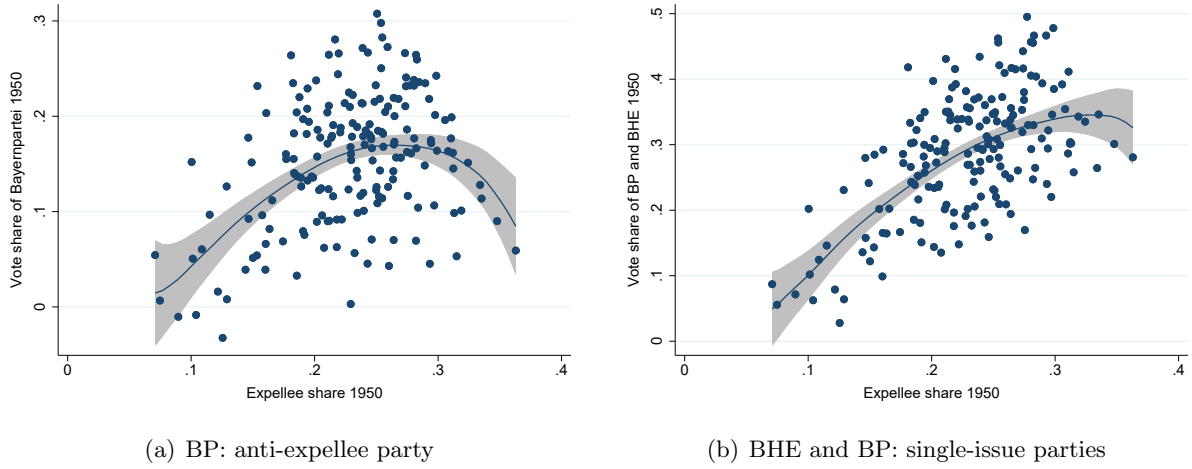 .3
.2
.1
0
Vote share of Bayernpartei 1950
0 .1 .2 .3 .4
Expellee share 1950
(a) BP: anti-expellee party
.5
.4
.3
.2
.1
0
Vote share of BP and BHE 1950
0 .1 .2 .3 .4
Expellee share 1950
(b) BHE and BP: single-issue parties